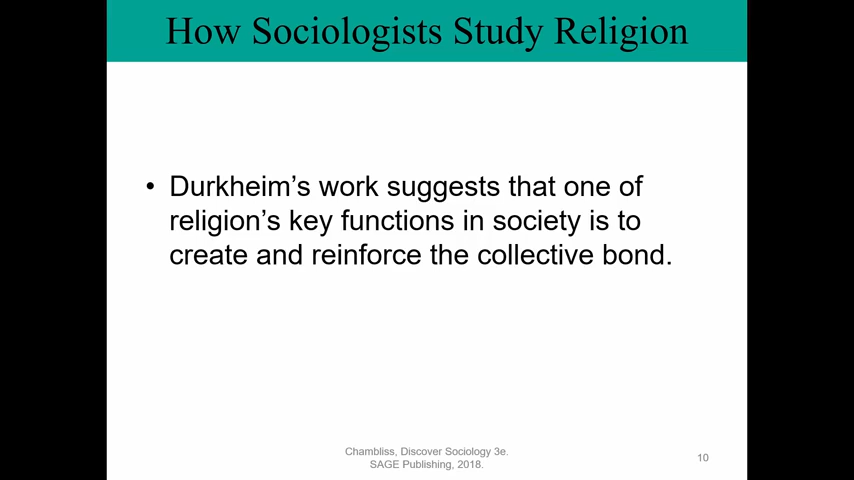 How Sociologists Study Religion
• Durkheim’s work suggests that one of
religion’s key functions in society is to
create and reinforce the collective bond.
Chambliss, Discover Sociology 3e.
SAGE Publishing, 2018.
10